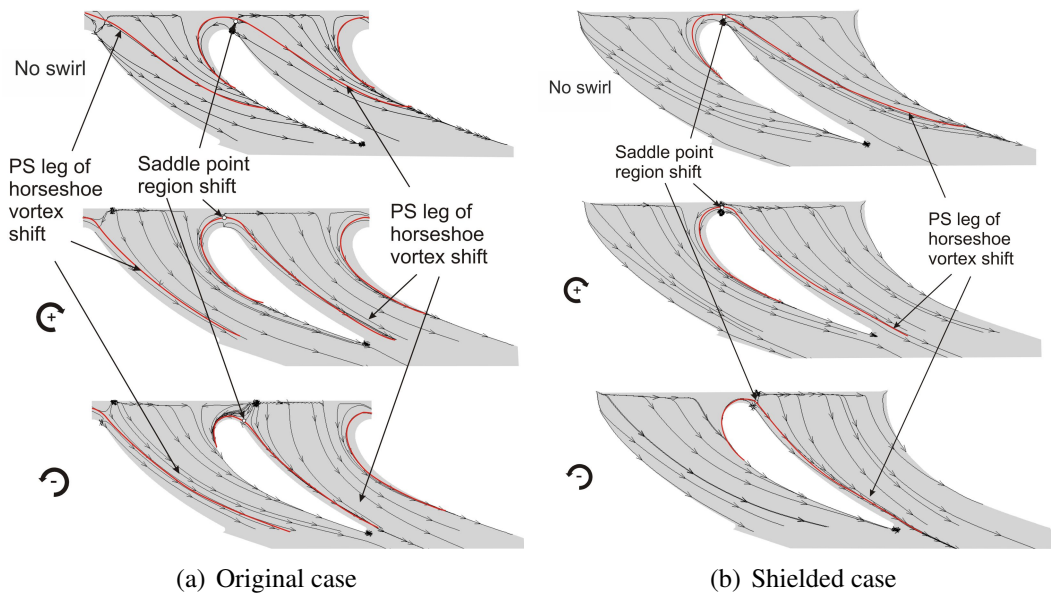 No swirl
PS leg of
horseshoe
vortex
shift
Saddle point
region shift
PS leg of
horseshoe
vortex shift
+
-
(a) Original case
No swirl
Saddle point
region shift
PS leg of
horseshoe
vortex shift
+
-
(b) Shielded case